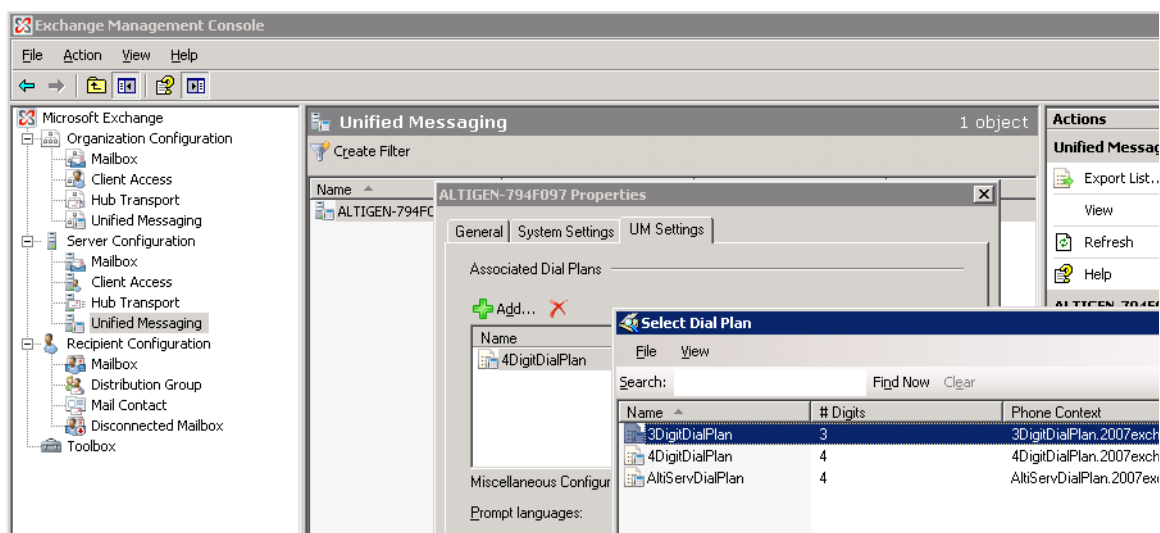 Exchange Management Console
File Action View Help
Microsoft Exchange
Organization Configuration
Mailbox
Client Access
Hub Transport
Unified Messaging
Server Configuration
Mailbox
Client Access
Hub Transport
Unified Messaging
Recipient Configuration
Mailbox
Distribution Group
Mail Contact
Disconnected Mailbox
Toolbox
Unified Messaging 1 object
Create Filter
Name
ALTIGEN-794F0
ALTIGEN-794F097 Properties
General System Settings UM Settings
Associated Dial Plans
Add...
Name
4DigitDialPlan
Miscellaneous Configur
Prompt languages:
Select Dial Plan
File View
Search: Find Now Clear
Name # Digits Phone Context
3DigitDialPlan 3 3DigitDialPlan.2007exch
4DigitDialPlan 4 4DigitDialPlan.2007exch
AltiServDialPlan 4 AltiServDialPlan.2007ex
Actions
Unified Messag
Export List..
View
Refresh
Help